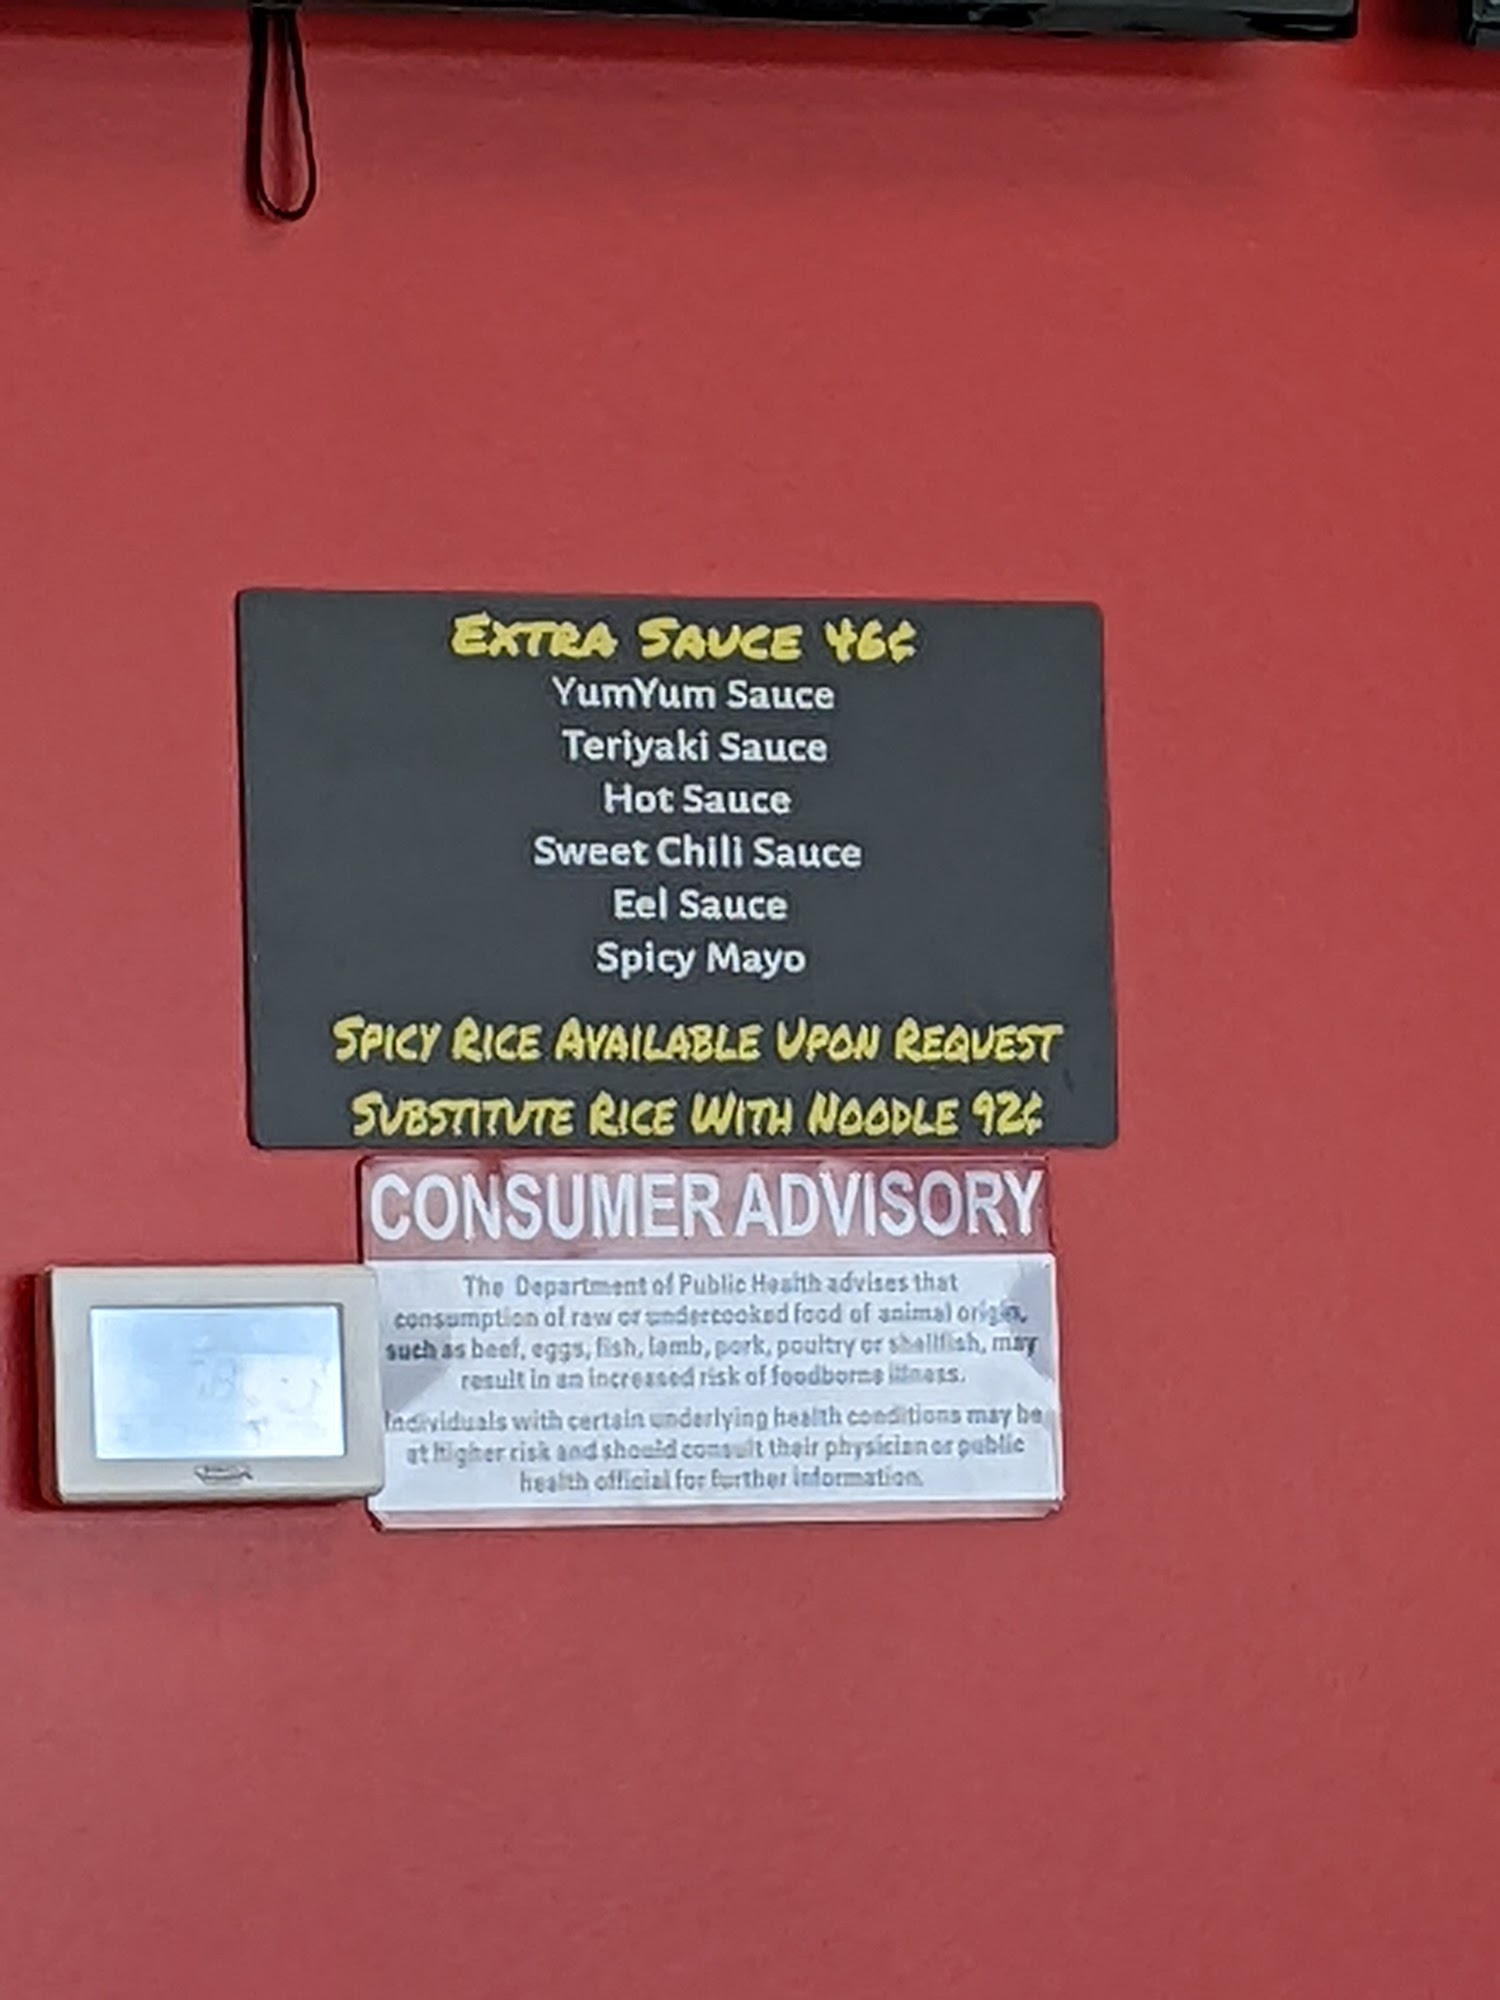 EXTRA SAUCE 46¢
YumYum Sauce
Teriyaki Sauce
Hot Sauce
Sweet Chili Sauce
Eel Sauce
Spicy Mayo
SPICY RICE AVAILABLE UPON REQUEST
SUBSTITUTE RICE WITH NOODLE 92¢
CONSUMER ADVISORY
The Department of Public Health advises that
consumption of raw or undercooked food of animal origin,
such as beef, eggs, fish, lamb, pork, poultry or shellfish, may
result in an increased risk of foodborne illness.
Individuals with certain underlying health conditions may be
at higher risk and should consult their physician or public
health official for further information.